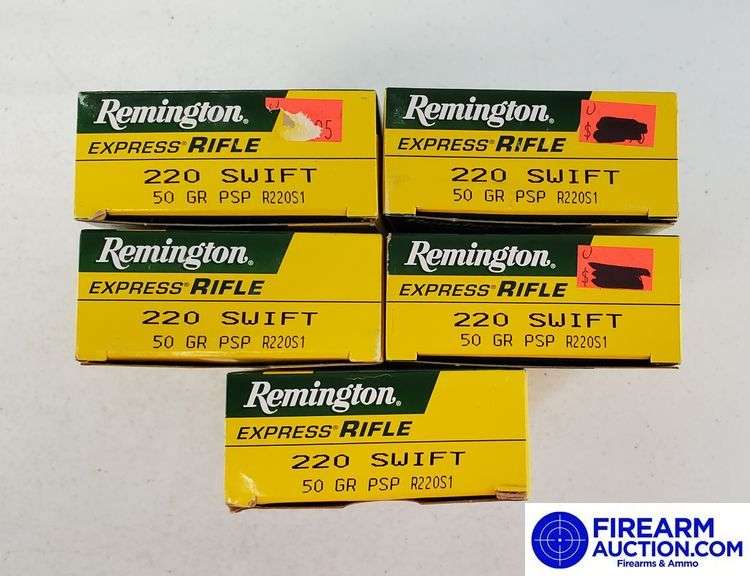 Remington®
EXPRESS® RIFLE
220 SWIFT
50 GR PSP R220S1
Remington®
$
EXPRESS® RIFLE
220 SWIFT
50 GR PSP R220S1
Remington®
EXPRESS® RIFLE
220 SWIFT
50 GR PSP R220S1
Remington®
$
EXPRESS® RIFLE
220 SWIFT
50 GR PSP R220S1
Remington®
EXPRESS® RIFLE
220 SWIFT
50 GR PSP R220S1
FIREARM
AUCTION.COM
Firearms & Ammo